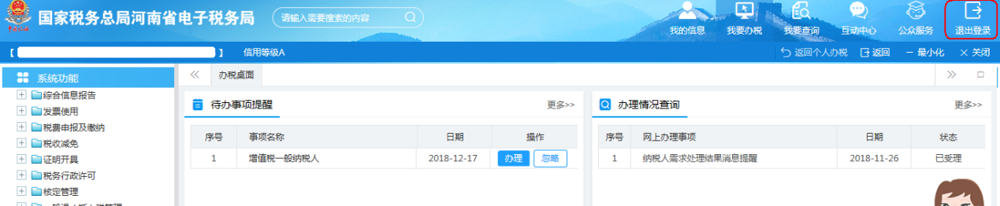 国家税务总局河南省电子税务局
请输入需要搜索的内容
我的信息
我要办税
我要查询
互动中心
公众服务
退出登录
【 】 信用等级A
返回个人办税 返回 — 最小化 × 关闭
系统功能
办税桌面
综合信息报告
发票使用
税费申报及缴纳
税收减免
证明开具
税务行政许可
核定管理
待办事项提醒 更多>>
序号 事项名称 日期 操作
1 增值税一般纳税人 2018-12-17 办理 忽略
办理情况查询 更多>>
序号 网上办理事项 日期 状态
1 纳税人需求处理结果消息提醒 2018-11-26 已受理